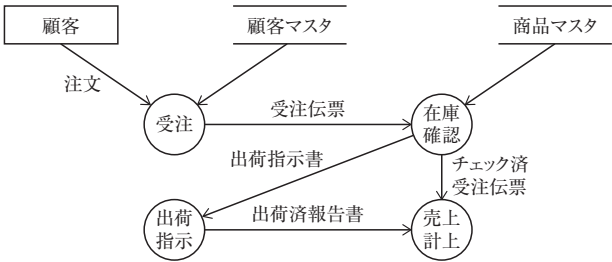 顧客
顧客マスタ
商品マスタ
注文
受注
受注伝票
在庫
確認
出荷指示書
チェック済
受注伝票
出荷
指示
出荷済報告書
売上
計上